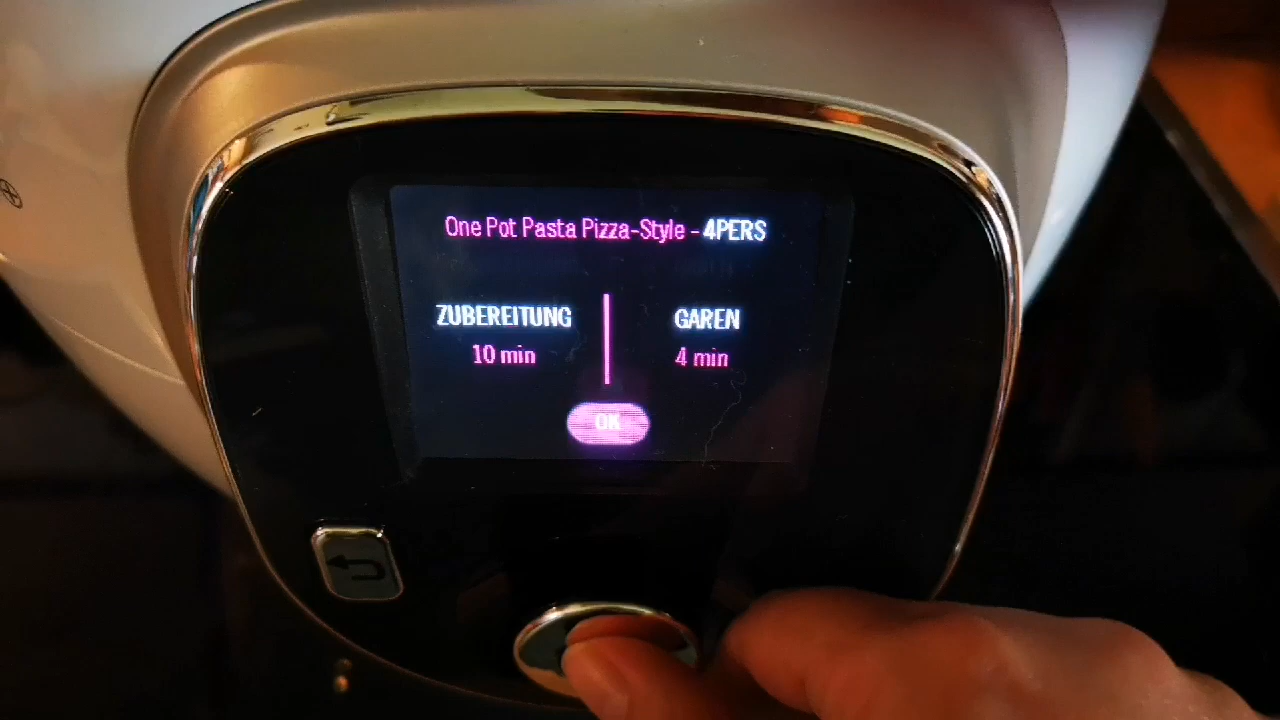 One Pot Pasta Pizza-Style - 4PERS
ZUBEREITUNG
GAREN
10 min
4 min
OK